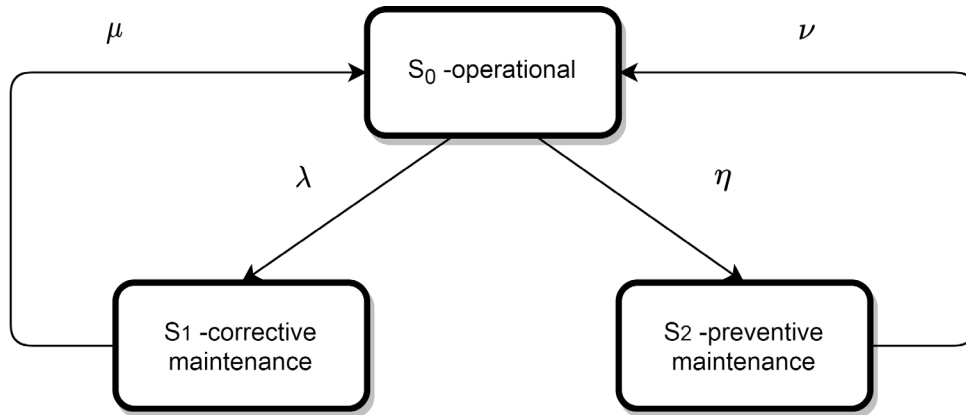 μ
ν
S₀ -operational
λ
η
S1 -corrective
maintenance
S2 -preventive
maintenance